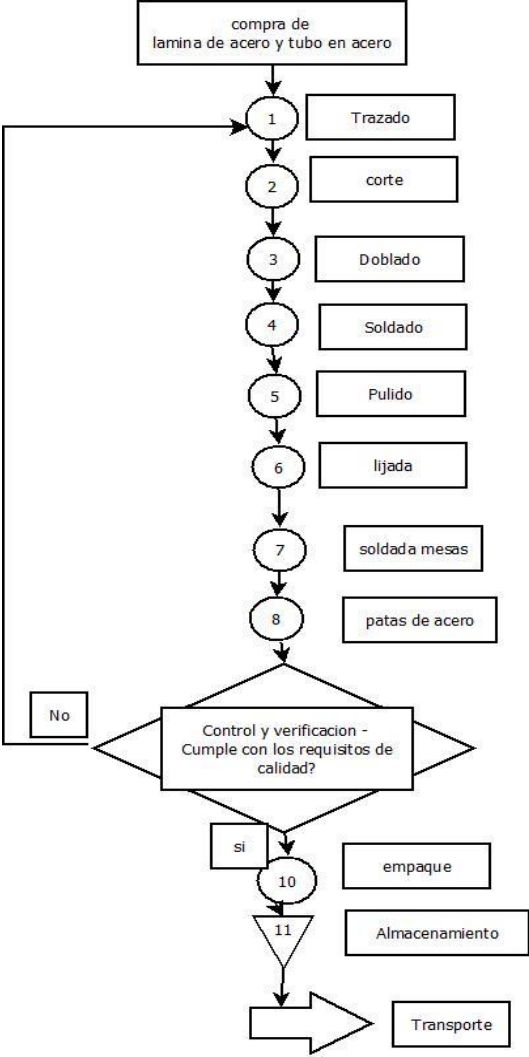 compra de
lamina de acero y tubo en acero
1
Trazado
2
corte
3
Doblado
4
Soldado
5
Pulido
6
lijada
7
soldada mesas
8
patas de acero
No
Control y verificacion -
Cumple con los requisitos de
calidad?
si
10
empaque
11
Almacenamiento
Transporte